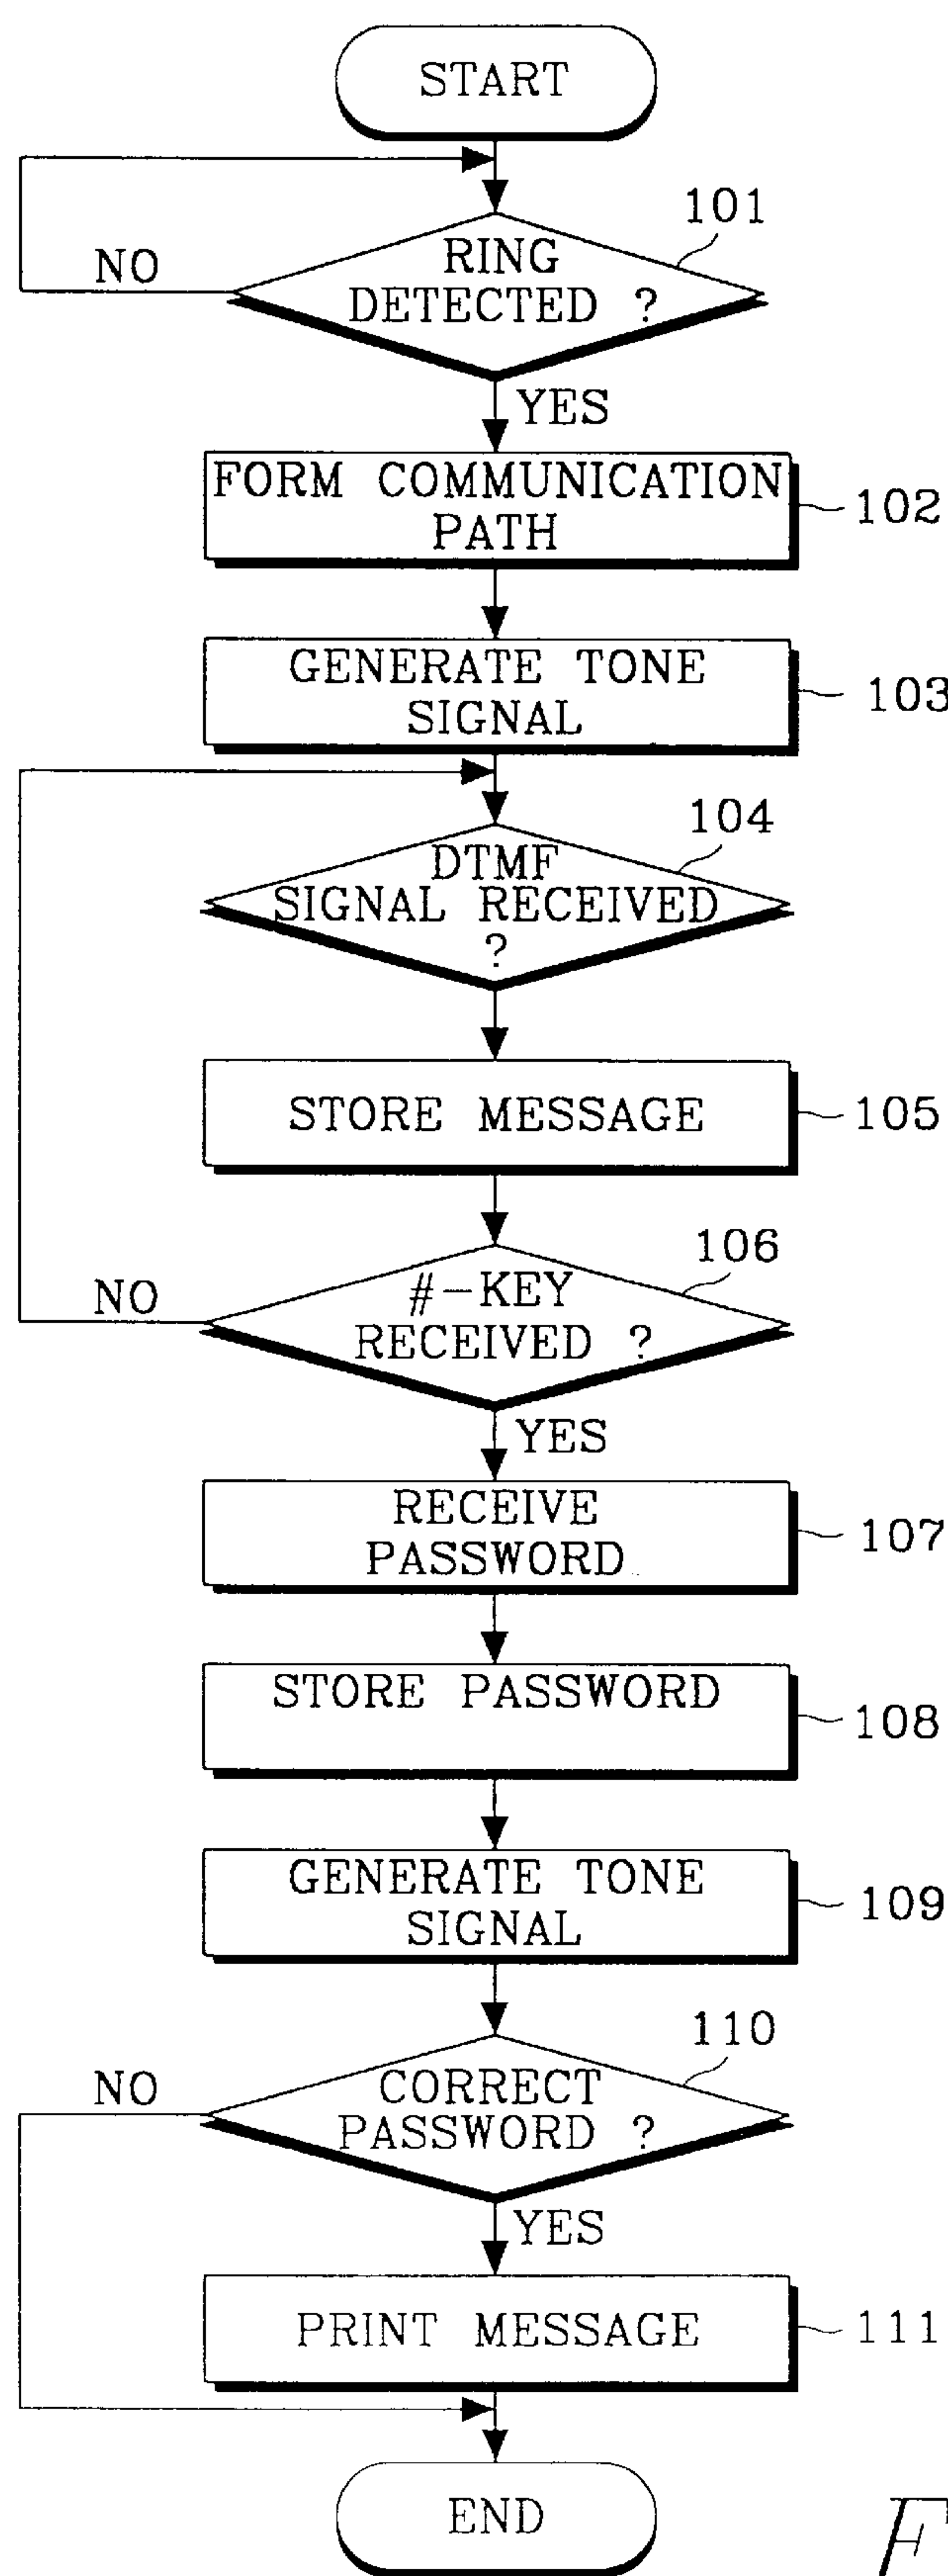 START
101
RING
DETECTED ?
NO
YES
FORM COMMUNICATION
PATH
102
GENERATE TONE
SIGNAL
103
104
DTMF
SIGNAL RECEIVED
?
STORE MESSAGE
105
106
#-KEY
RECEIVED ?
NO
YES
RECEIVE
PASSWORD
107
STORE PASSWORD
108
GENERATE TONE
SIGNAL
109
110
CORRECT
PASSWORD ?
NO
YES
PRINT MESSAGE
111
END